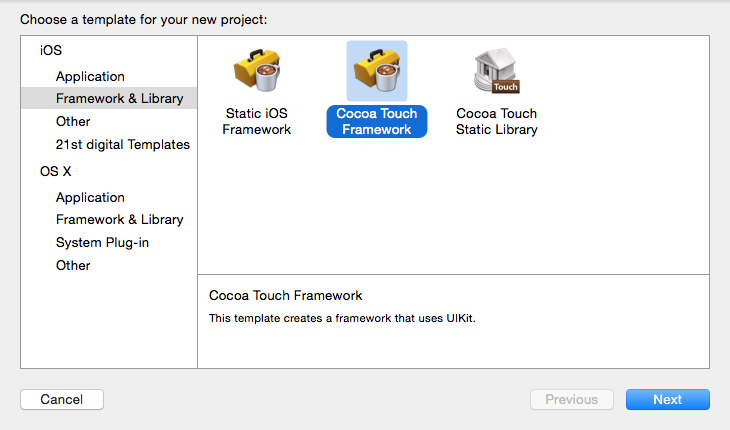 Choose a template for your new project:
iOS
Application
Framework & Library
Other
21st digital Templates
OS X
Application
Framework & Library
System Plug-in
Other
Static iOS
Framework
Cocoa Touch
Framework
Touch
Cocoa Touch
Static Library
Cocoa Touch Framework
This template creates a framework that uses UIKit.
Cancel
Previous
Next